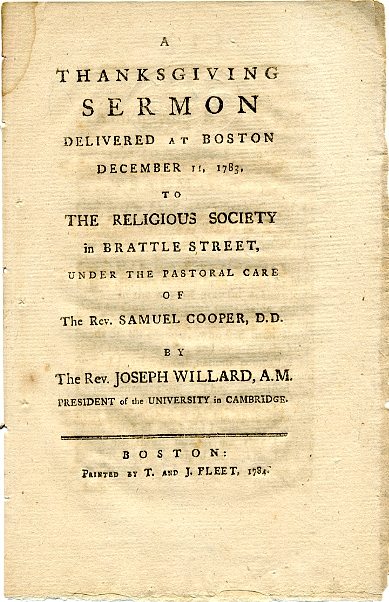 A
THANKSGIVING
SERMON
DELIVERED AT BOSTON
DECEMBER 11, 1783,
TO
THE RELIGIOUS SOCIETY
in BRATTLE STREET,
UNDER THE PASTORAL CARE
OF
The Rev. SAMUEL COOPER, D.D.
BY
The Rev. JOSEPH WILLARD, A.M.
PRESIDENT of the UNIVERSITY in CAMBRIDGE.
BOSTON:
PRINTED BY T. AND J. FLEET, 1784.